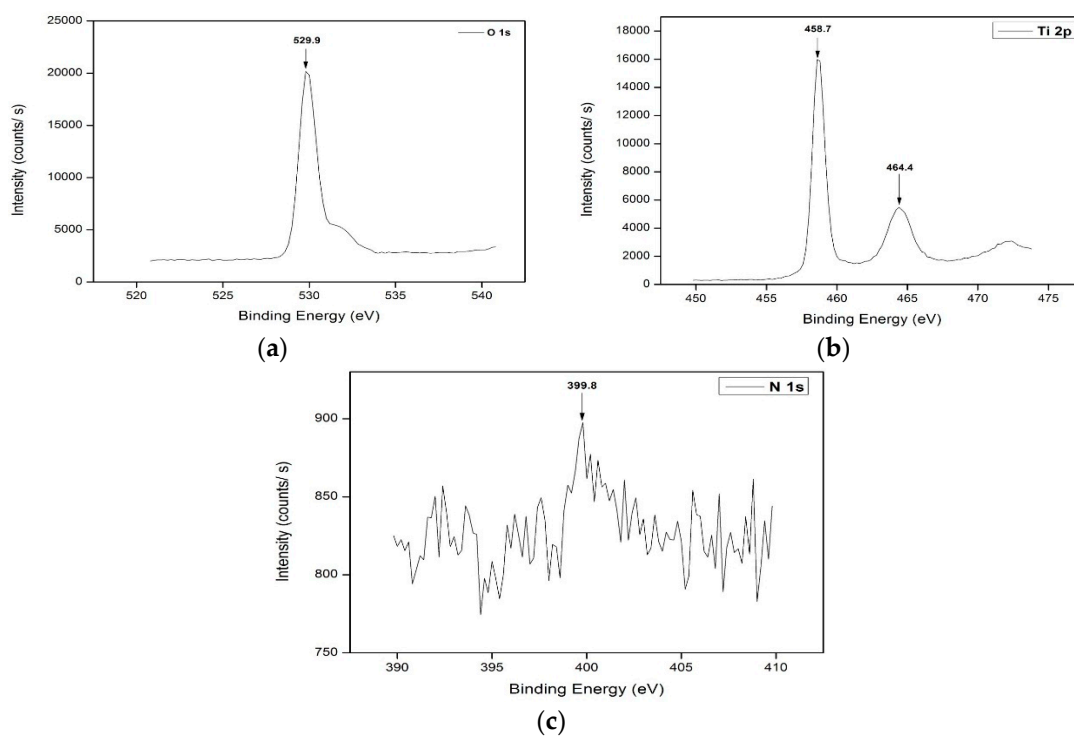 25000
20000
15000
10000
5000
0
Intensity (counts/ s)
529.9
O 1s
520 525 530 535 540
Binding Energy (eV)
(a)
18000
16000
14000
12000
10000
8000
6000
4000
2000
0
Intensity (counts/ s)
458.7
464.4
Ti 2p
450 455 460 465 470 475
Binding Energy (eV)
(b)
900
850
800
750
Intensity (counts/ s)
399.8
N 1s
390 395 400 405 410
Binding Energy (eV)
(c)